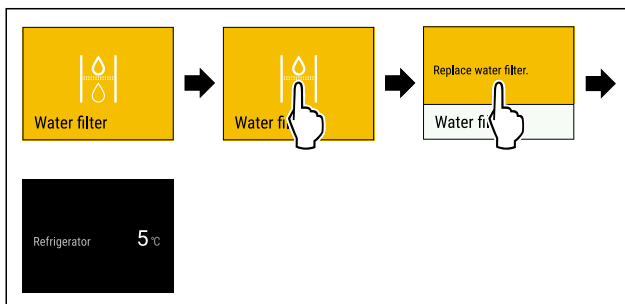 Water filter
Water fi
Replace water filter.
Water fi
Refrigerator 5 °C